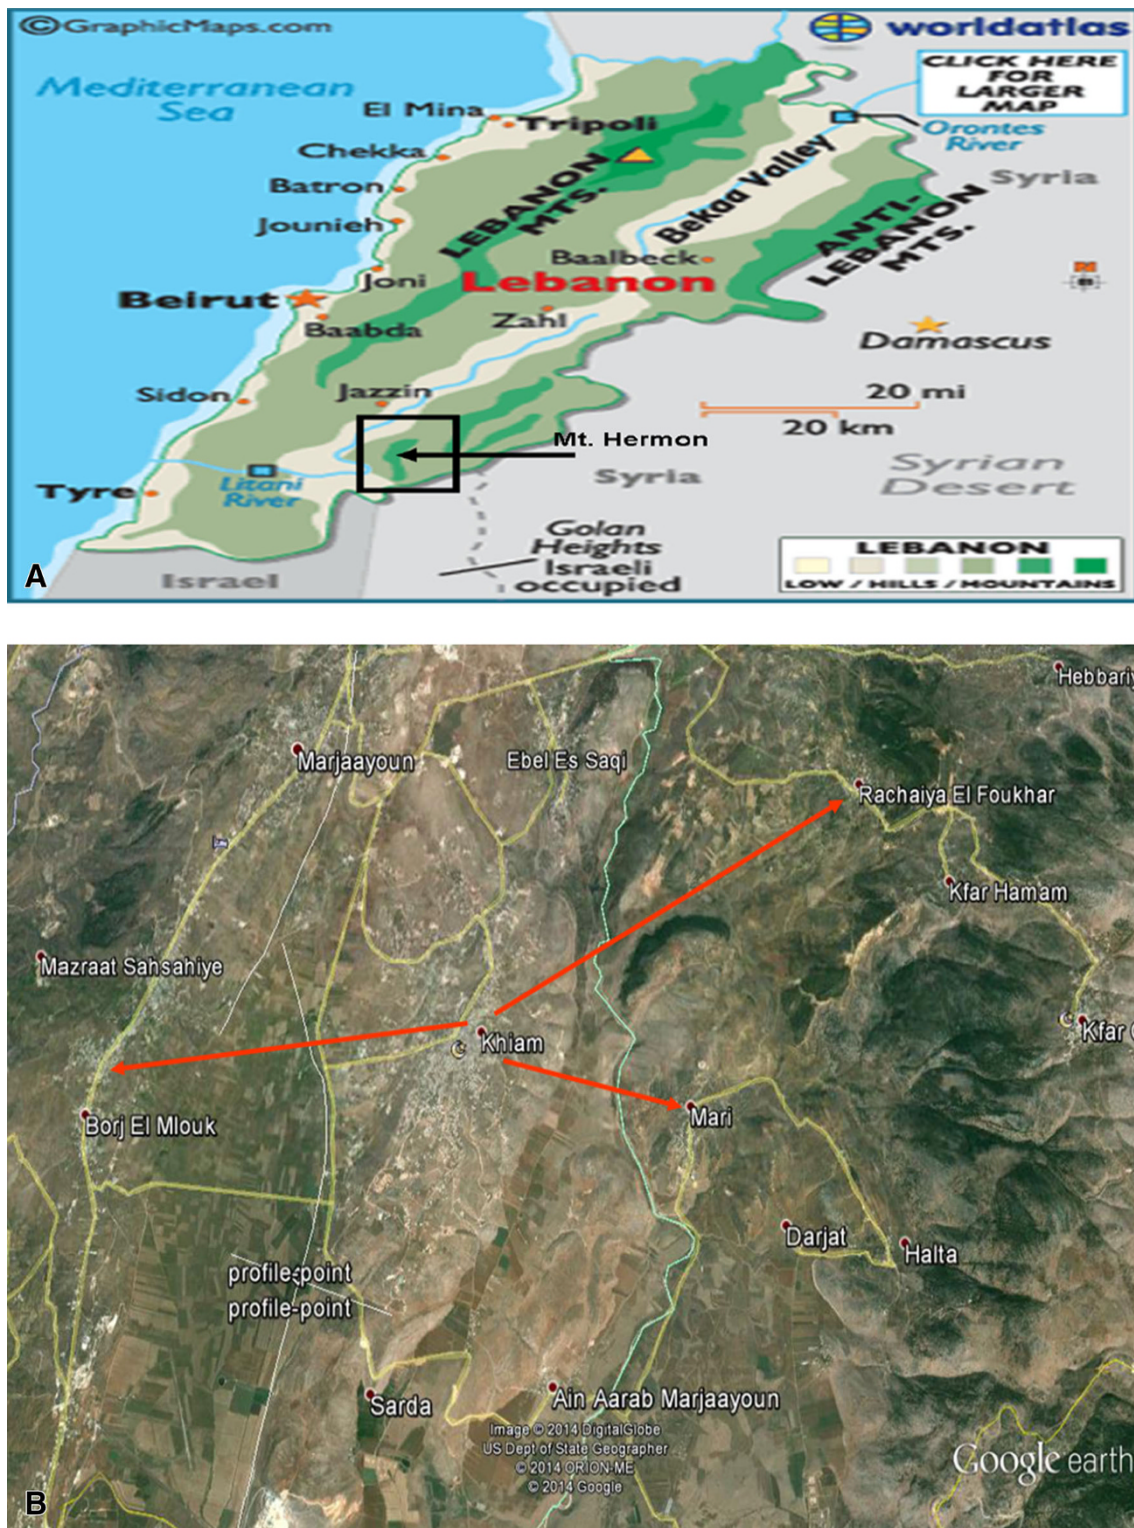 ©GraphicMaps.com
worldatlas
CLICK HERE
FOR
LARGER
MAP
Mediterranean
Sea
El Mina
Tripoli
Orontes
River
Chekka
LEBANON
MTS.
Bekaa Valley
Syria
Batron
Jounieh
ANTI-
LEBANON
MTS.
Baalbeck
Joni
Lebanon
N
Beirut
Baabda
Zahl
Damascus
Sidon
Jazzin
20 mi
20 km
Mt. Hermon
Syria
Syrian
Desert
Tyre
Litani
River
Golan
Heights
Israeli
occupied
LEBANON
LOW / HILLS / MOUNTAINS
Israel
A
Hebbariy
Marjaayoun
Ebel Es Saqi
Rachaiya El Foukhar
Kfar Hamam
Mazraat Sahsahiye
Khiam
Kfar
Mari
Borj El Mlouk
Darjat
Halta
profile-point
profile-point
Sarda
Ain Aarab Marjaayoun
Image © 2014 DigitalGlobe
US Dept of State Geographer
© 2014 ORION-ME
© 2014 Google
Google earth
B